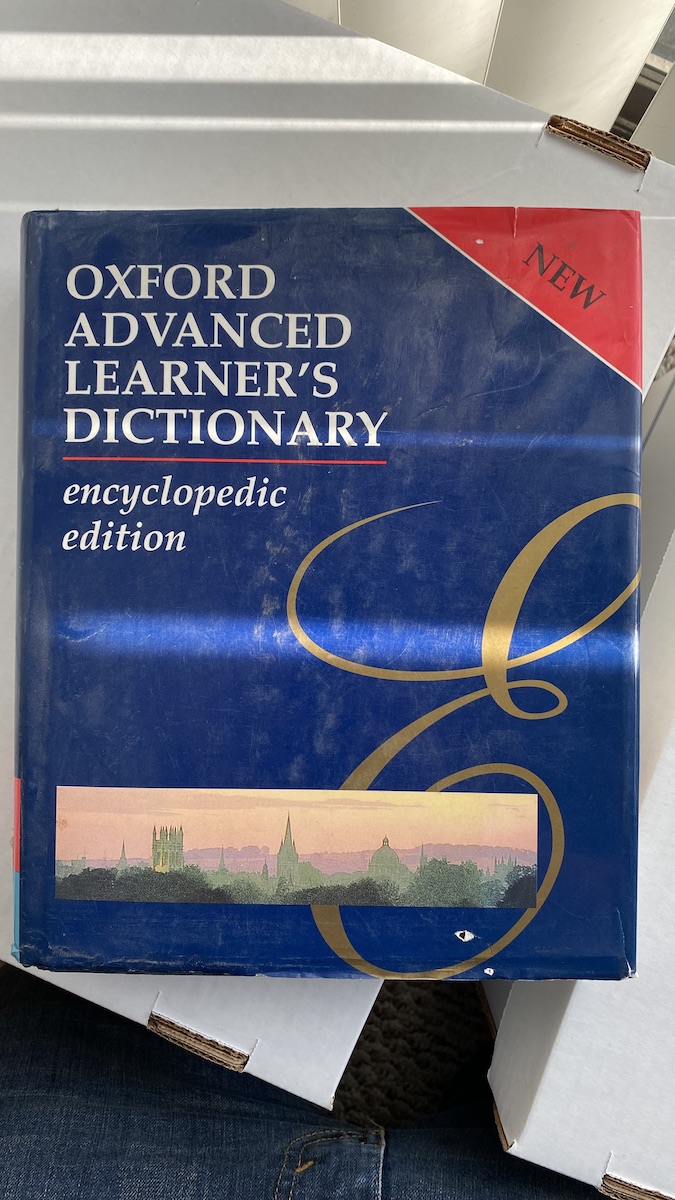 NEW
OXFORD
ADVANCED
LEARNER'S
DICTIONARY
encyclopedic
edition
E